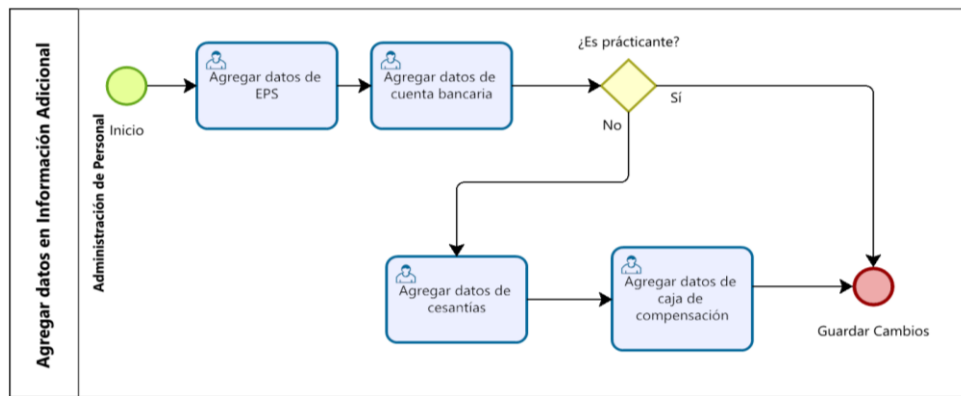 Agregar datos en Información Adicional
Administración de Personal
Inicio
Agregar datos de
EPS
Agregar datos de
cuenta bancaria
¿Es prácticante?
Sí
No
Agregar datos de
cesantías
Agregar datos de
caja de
compensación
Guardar Cambios